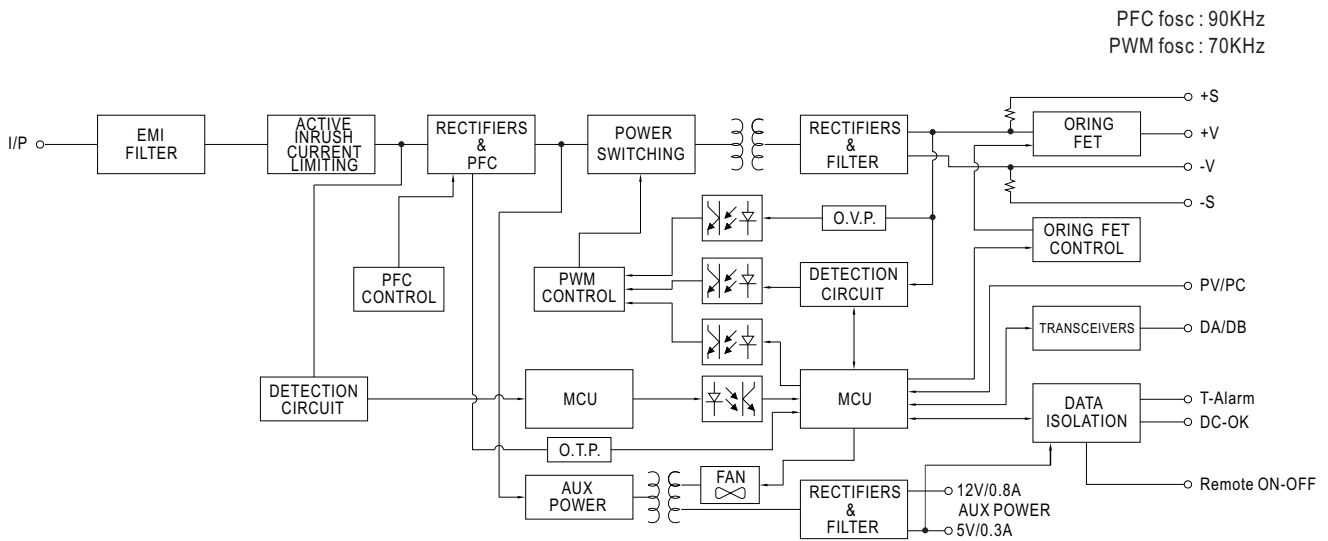 PFC fosc : 90KHz
PWM fosc : 70KHz
I/P
EMI
FILTER
ACTIVE
INRUSH
CURRENT
LIMITING
RECTIFIERS
&
PFC
POWER
SWITCHING
RECTIFIERS
&
FILTER
ORING
FET
+S
+V
-V
-S
O.V.P.
ORING FET
CONTROL
PFC
CONTROL
PWM
CONTROL
DETECTION
CIRCUIT
PV/PC
TRANSCEIVERS
DA/DB
DETECTION
CIRCUIT
MCU
MCU
DATA
ISOLATION
T-Alarm
DC-OK
O.T.P.
AUX
POWER
FAN
RECTIFIERS
&
FILTER
12V/0.8A
AUX POWER
5V/0.3A
Remote ON-OFF